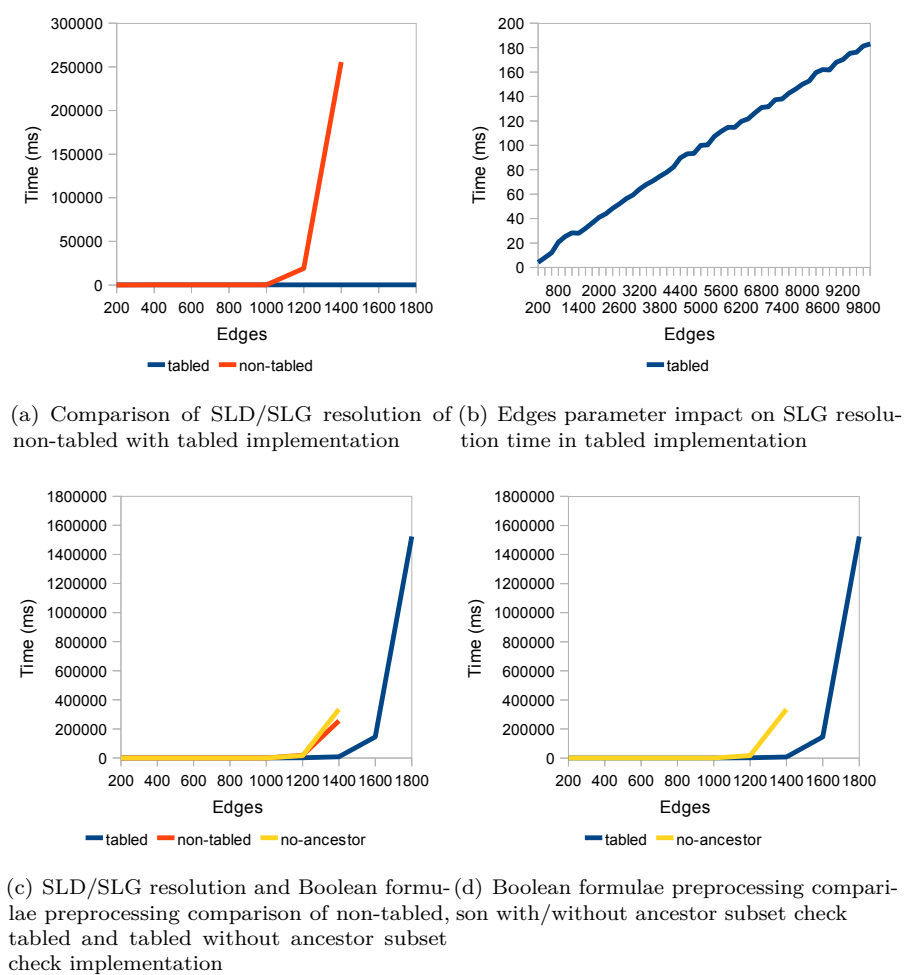 300000
250000
200000
150000
100000
50000
0
Time (ms)
200 400 600 800 1000 1200 1400 1600 1800
Edges
tabled non-tabled
200
180
160
140
120
100
80
60
40
20
0
Time (ms)
800 2000 3200 4400 5600 6800 8000 9200
200 1400 2600 3800 5000 6200 7400 8600 9800
Edges
tabled
(a) Comparison of SLD/SLG resolution of
non-tabled with tabled implementation
(b) Edges parameter impact on SLG resolu-
tion time in tabled implementation
1800000
1600000
1400000
1200000
1000000
800000
600000
400000
200000
0
Time (ms)
200 400 600 800 1000 1200 1400 1600 1800
Edges
tabled non-tabled no-ancestor
1800000
1600000
1400000
1200000
1000000
800000
600000
400000
200000
0
Time (ms)
200 400 600 800 1000 1200 1400 1600 1800
Edges
tabled no-ancestor
(c) SLD/SLG resolution and Boolean formu-
lae preprocessing comparison of non-tabled,
tabled and tabled without ancestor subset
check implementation
(d) Boolean formulae preprocessing compari-
son with/without ancestor subset check